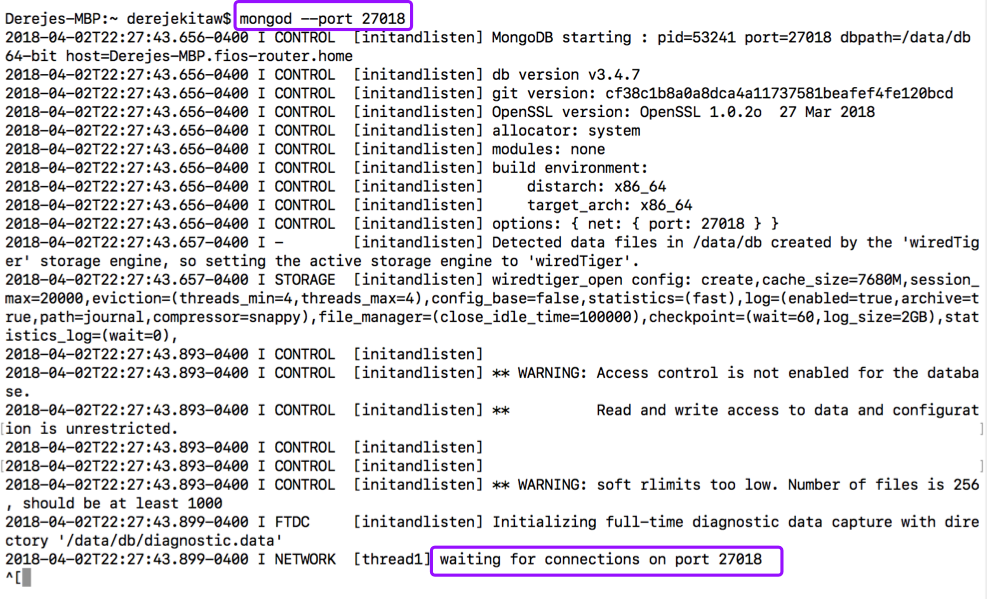 Derejes-MBP:~ derejekitaw$ mongod --port 27018
2018-04-02T22:27:43.656-0400 I CONTROL  [initandlisten] MongoDB starting : pid=53241 port=27018 dbpath=/data/db
64-bit host=Derejes-MBP.fios-router.home
2018-04-02T22:27:43.656-0400 I CONTROL  [initandlisten] db version v3.4.7
2018-04-02T22:27:43.656-0400 I CONTROL  [initandlisten] git version: cf38c1b8a0a8dca4a11737581beafef4fe120bcd
2018-04-02T22:27:43.656-0400 I CONTROL  [initandlisten] OpenSSL version: OpenSSL 1.0.2o  27 Mar 2018
2018-04-02T22:27:43.656-0400 I CONTROL  [initandlisten] allocator: system
2018-04-02T22:27:43.656-0400 I CONTROL  [initandlisten] modules: none
2018-04-02T22:27:43.656-0400 I CONTROL  [initandlisten] build environment:
2018-04-02T22:27:43.656-0400 I CONTROL  [initandlisten]     distarch: x86_64
2018-04-02T22:27:43.656-0400 I CONTROL  [initandlisten]     target_arch: x86_64
2018-04-02T22:27:43.656-0400 I CONTROL  [initandlisten] options: { net: { port: 27018 } }
2018-04-02T22:27:43.657-0400 I -        [initandlisten] Detected data files in /data/db created by the 'wiredTig
er' storage engine, so setting the active storage engine to 'wiredTiger'.
2018-04-02T22:27:43.657-0400 I STORAGE  [initandlisten] wiredtiger_open config: create,cache_size=7680M,session_
max=20000,eviction=(threads_min=4,threads_max=4),config_base=false,statistics=(fast),log=(enabled=true,archive=t
rue,path=journal,compressor=snappy),file_manager=(close_idle_time=100000),checkpoint=(wait=60,log_size=2GB),stat
istics_log=(wait=0),
2018-04-02T22:27:43.893-0400 I CONTROL  [initandlisten]
2018-04-02T22:27:43.893-0400 I CONTROL  [initandlisten] ** WARNING: Access control is not enabled for the databa
se.
2018-04-02T22:27:43.893-0400 I CONTROL  [initandlisten] **          Read and write access to data and configurat
[ion is unrestricted. ]
2018-04-02T22:27:43.893-0400 I CONTROL  [initandlisten]
[2018-04-02T22:27:43.893-0400 I CONTROL  [initandlisten] ]
2018-04-02T22:27:43.893-0400 I CONTROL  [initandlisten] ** WARNING: soft rlimits too low. Number of files is 256
, should be at least 1000
2018-04-02T22:27:43.899-0400 I FTDC     [initandlisten] Initializing full-time diagnostic data capture with dire
ctory '/data/db/diagnostic.data'
2018-04-02T22:27:43.899-0400 I NETWORK  [thread1] waiting for connections on port 27018
^[